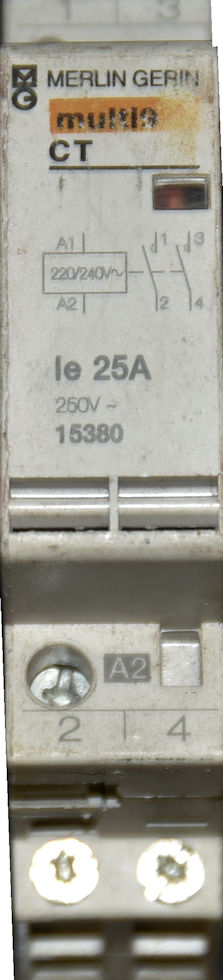 1 3
MG MERLIN GERIN
multi9
CT
A1 1 3
220/240V~
A2 2 4
Ie 25A
250V ~
15380
A2
2 4